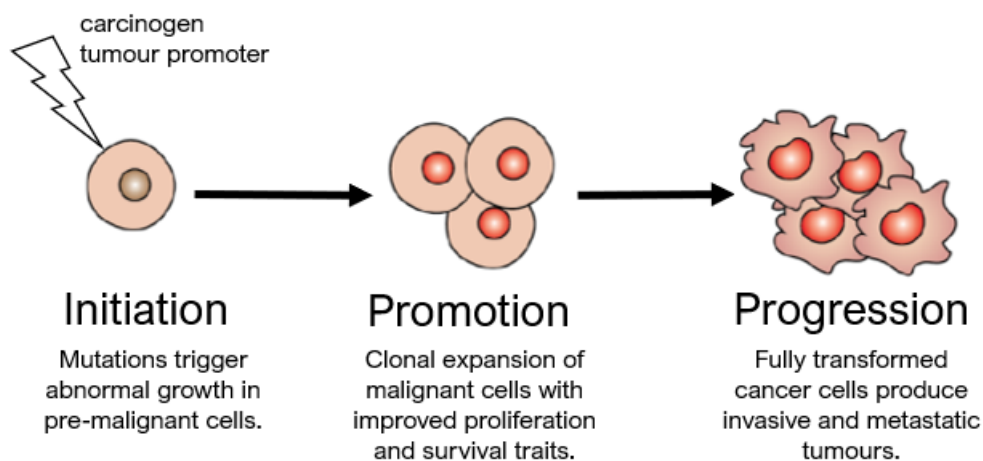 carcinogen
tumour promoter
Initiation
Mutations trigger
abnormal growth in
pre-malignant cells.
Promotion
Clonal expansion of
malignant cells with
improved proliferation
and survival traits.
Progression
Fully transformed
cancer cells produce
invasive and metastatic
tumours.